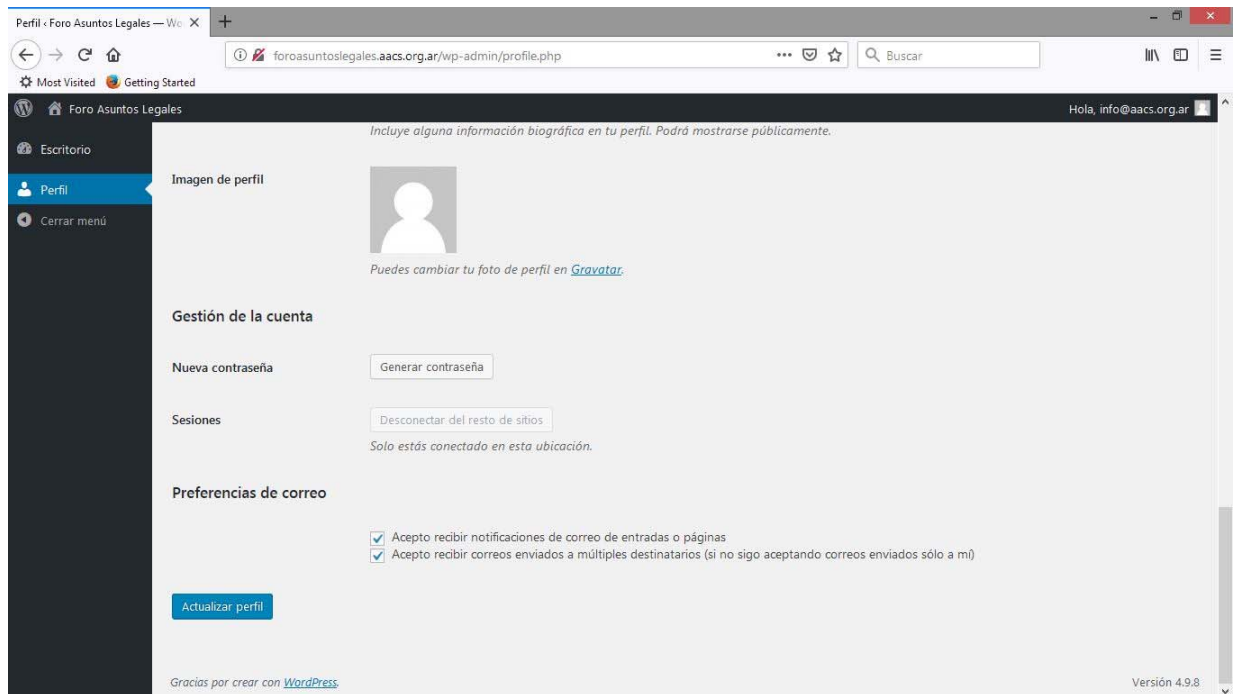 Perfil ‹ Foro Asuntos Legales — Wo
foroasuntoslegales.aacs.org.ar/wp-admin/profile.php
Buscar
Most Visited
Getting Started
Foro Asuntos Legales
Hola, info@aacs.org.ar
Escritorio
Perfil
Cerrar menú
Incluye alguna información biográfica en tu perfil. Podrá mostrarse públicamente.
Imagen de perfil
Puedes cambiar tu foto de perfil en Gravatar.
Gestión de la cuenta
Nueva contraseña
Generar contraseña
Sesiones
Desconectar del resto de sitios
Solo estás conectado en esta ubicación.
Preferencias de correo
Acepto recibir notificaciones de correo de entradas o páginas
Acepto recibir correos enviados a múltiples destinatarios (si no sigo aceptando correos enviados sólo a mí)
Actualizar perfil
Gracias por crear con WordPress.
Versión 4.9.8